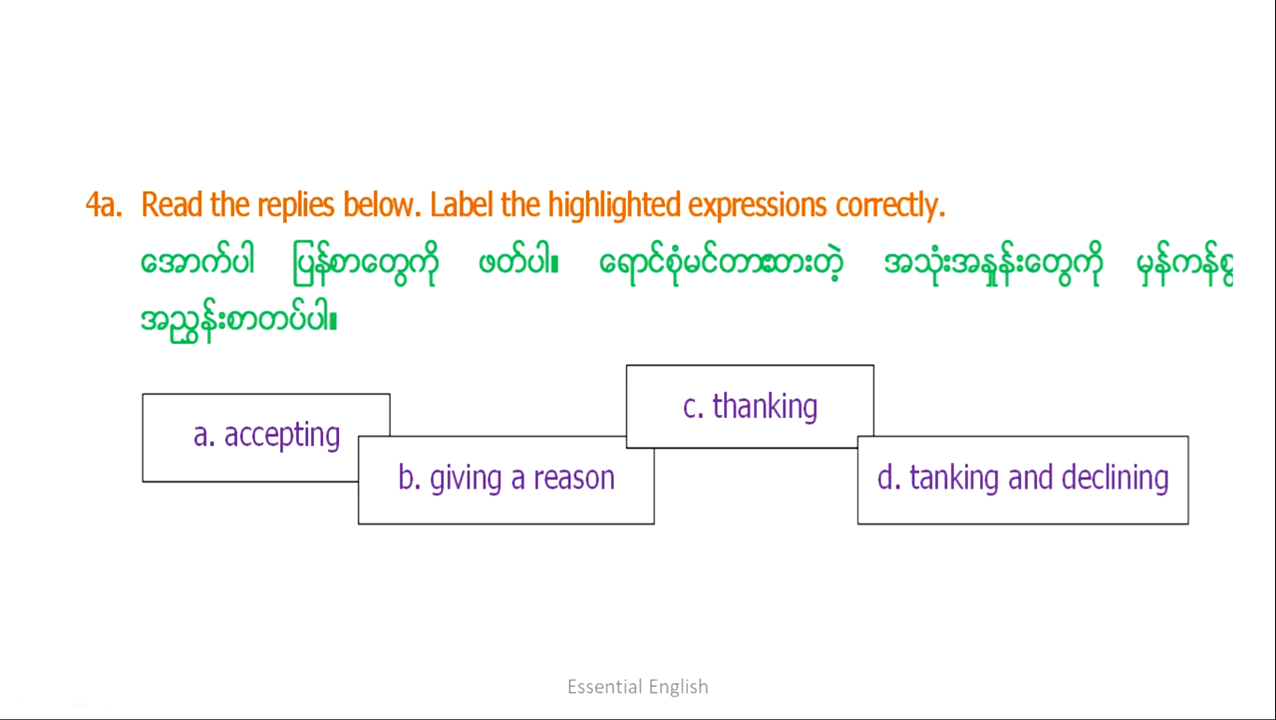 4a. Read the replies below. Label the highlighted expressions correctly.
အောက်ပါ ပြန်စာတွေကို ဖတ်ပါ။ ရောင်စုံမင်တားထားတဲ့ အသုံးအနှုန်းတွေကို မှန်ကန်စွ
အညွှန်းစာတပ်ပါ။
c. thanking
a. accepting
b. giving a reason
d. tanking and declining
Essential English